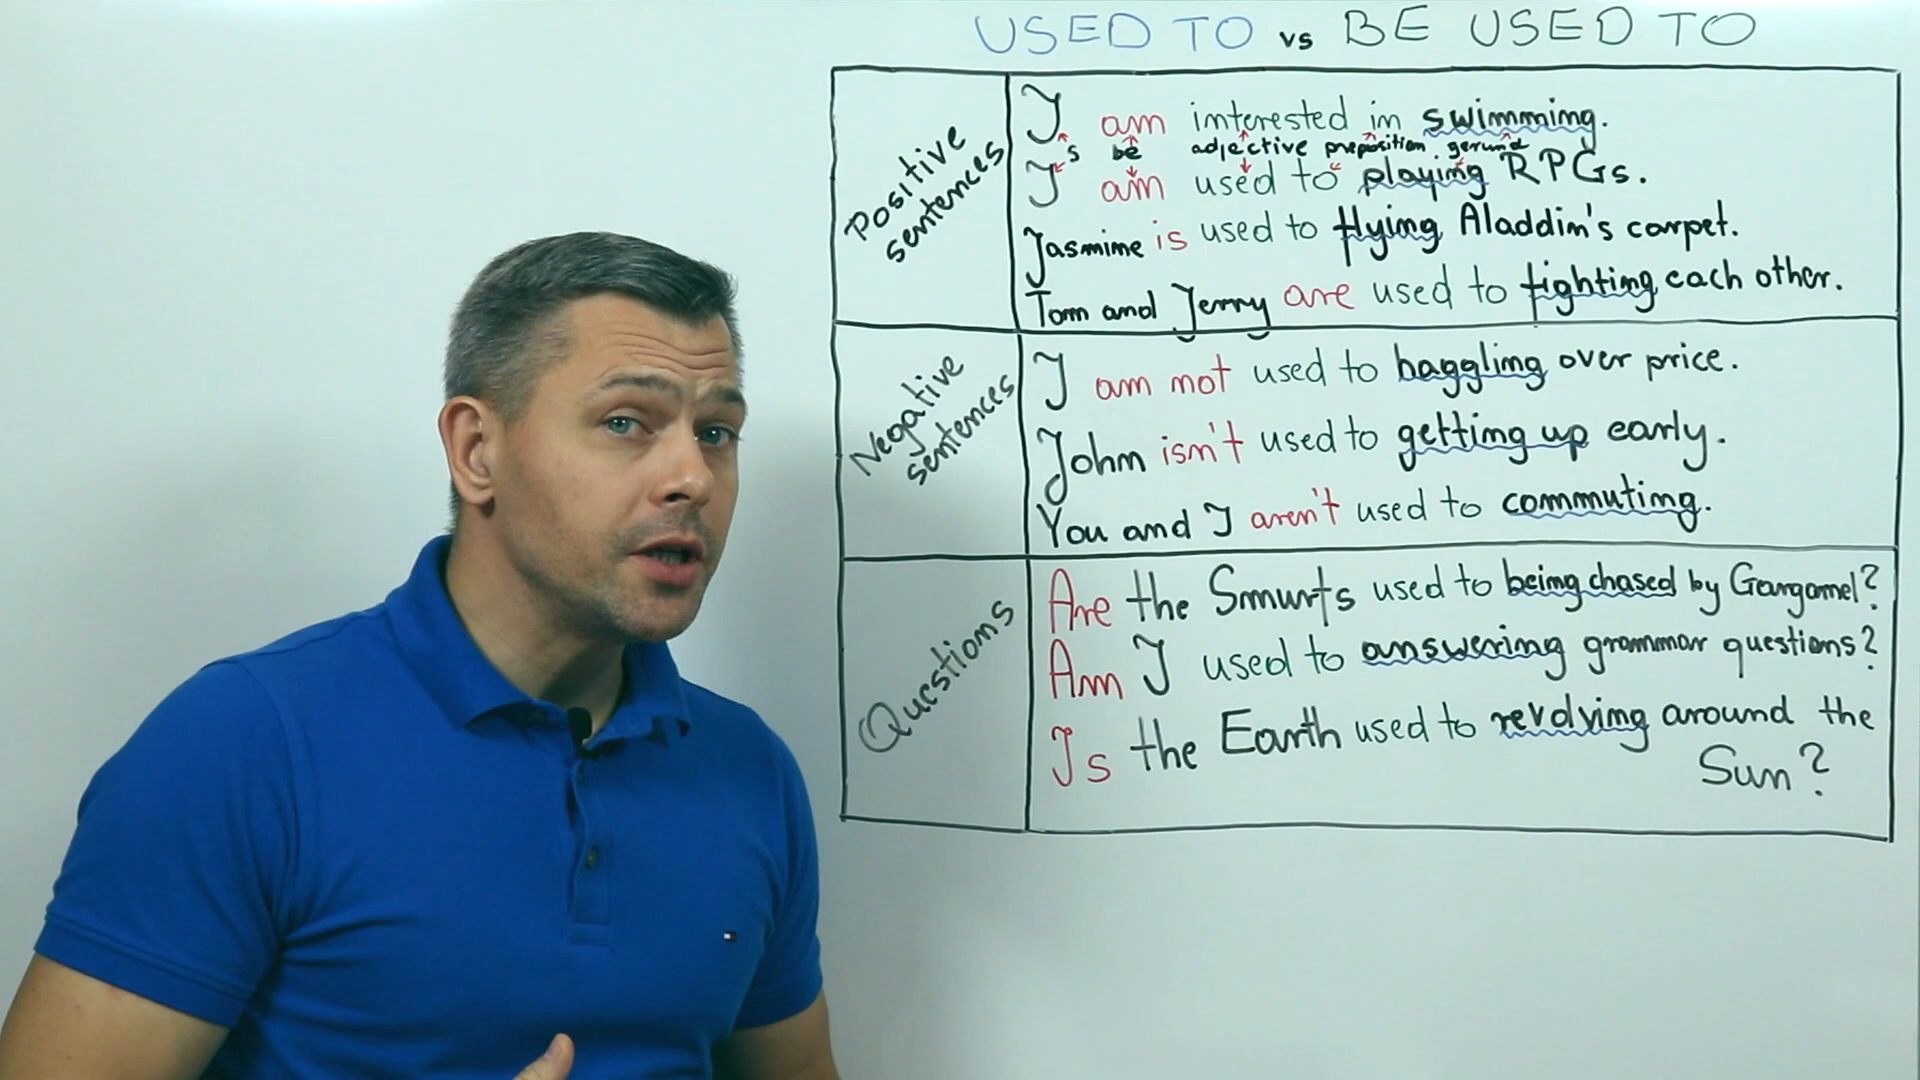 USED TO vs BE USED TO
Positive sentences
I am interested in swimming.
s be adjective preposition gerund
I am used to playing RPGs.
Jasmine is used to flying Aladdin's carpet.
Tom and Jerry are used to fighting each other.
Negative sentences
I am not used to haggling over price.
John isn't used to getting up early.
You and I aren't used to commuting.
Questions
Are the Smurfs used to being chased by Gargamel?
Am I used to answering grammar questions?
Is the Earth used to revolving around the
Sun?